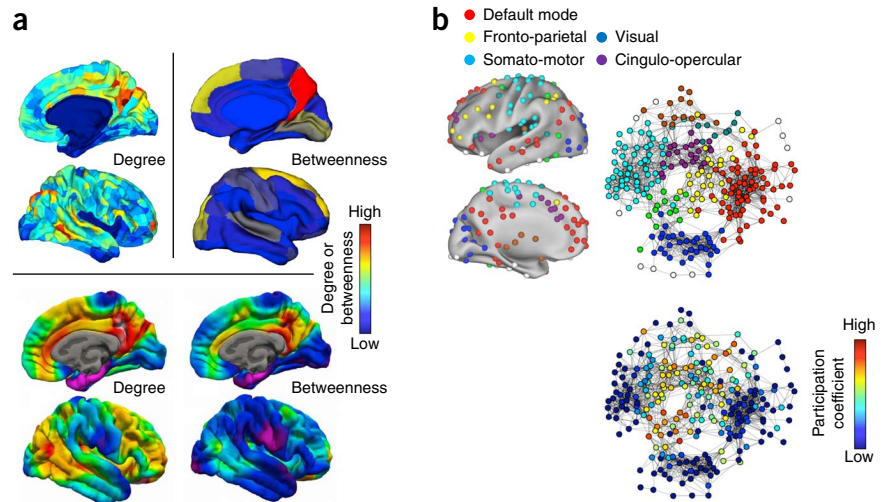 a
Degree
Betweenness
High
Degree or
betweenness
Low
Degree
Betweenness
b
Default mode
Fronto-parietal
Visual
Somato-motor
Cingulo-opercular
High
Participation
coefficient
Low